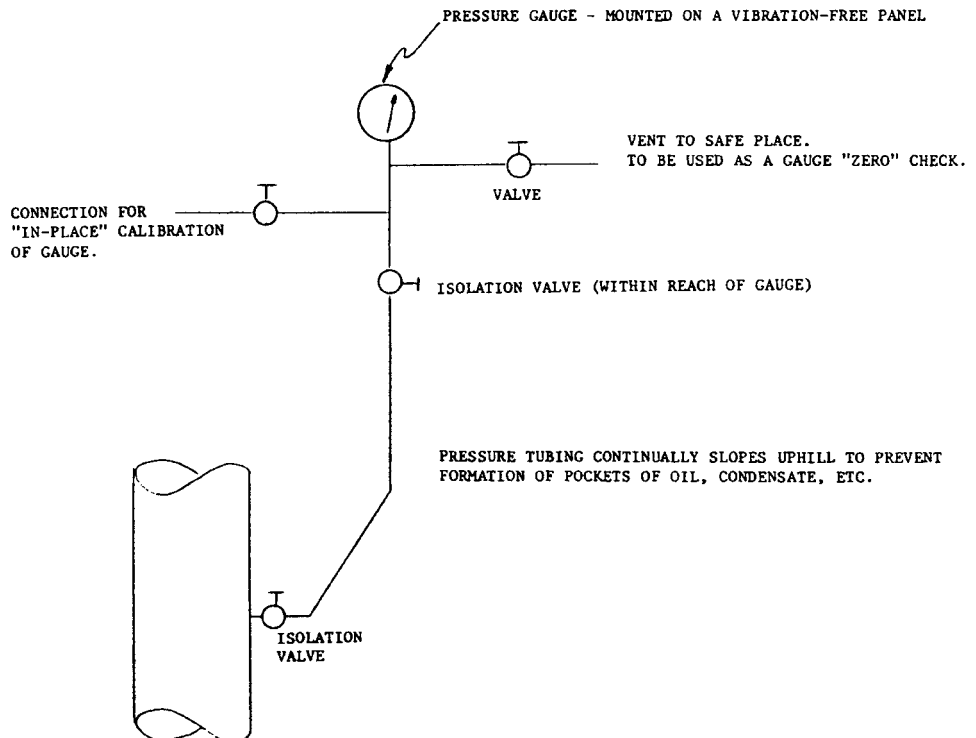 PRESSURE GAUGE - MOUNTED ON A VIBRATION-FREE PANEL
VENT TO SAFE PLACE.
TO BE USED AS A GAUGE "ZERO" CHECK.
VALVE
CONNECTION FOR
"IN-PLACE" CALIBRATION
OF GAUGE.
ISOLATION VALVE (WITHIN REACH OF GAUGE)
PRESSURE TUBING CONTINUALLY SLOPES UPHILL TO PREVENT
FORMATION OF POCKETS OF OIL, CONDENSATE, ETC.
ISOLATION
VALVE